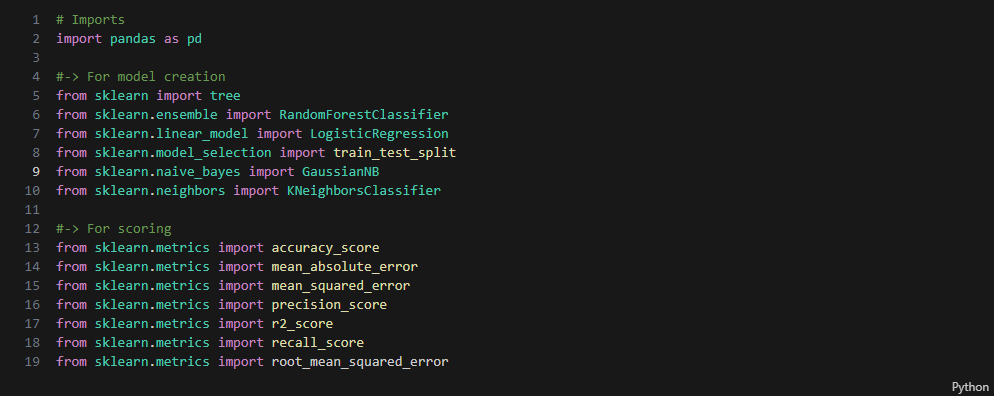 1 # Imports
2 import pandas as pd
3
4 #-> For model creation
5 from sklearn import tree
6 from sklearn.ensemble import RandomForestClassifier
7 from sklearn.linear_model import LogisticRegression
8 from sklearn.model_selection import train_test_split
9 from sklearn.naive_bayes import GaussianNB
10 from sklearn.neighbors import KNeighborsClassifier
11
12 #-> For scoring
13 from sklearn.metrics import accuracy_score
14 from sklearn.metrics import mean_absolute_error
15 from sklearn.metrics import mean_squared_error
16 from sklearn.metrics import precision_score
17 from sklearn.metrics import r2_score
18 from sklearn.metrics import recall_score
19 from sklearn.metrics import root_mean_squared_error
Python